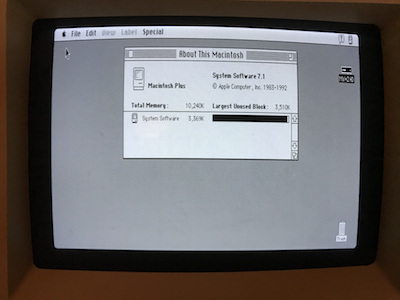 File Edit View Label Special
About This Macintosh
System Software 7.1
Macintosh Plus
© Apple Computer, Inc. 1983-1992
Total Memory: 10,240K Largest Unused Block: 3,510K
System Software 3,369K
Trash